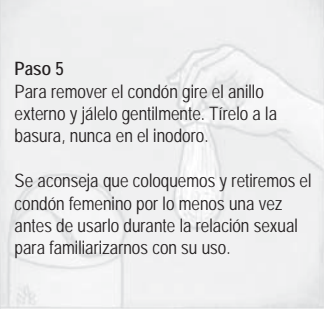 Paso 5
Para remover el condón gire el anillo
externo y jálelo gentilmente. Tírelo a la
basura, nunca en el inodoro.
Se aconseja que coloquemos y retiremos el
condón femenino por lo menos una vez
antes de usarlo durante la relación sexual
para familiarizarnos con su uso.